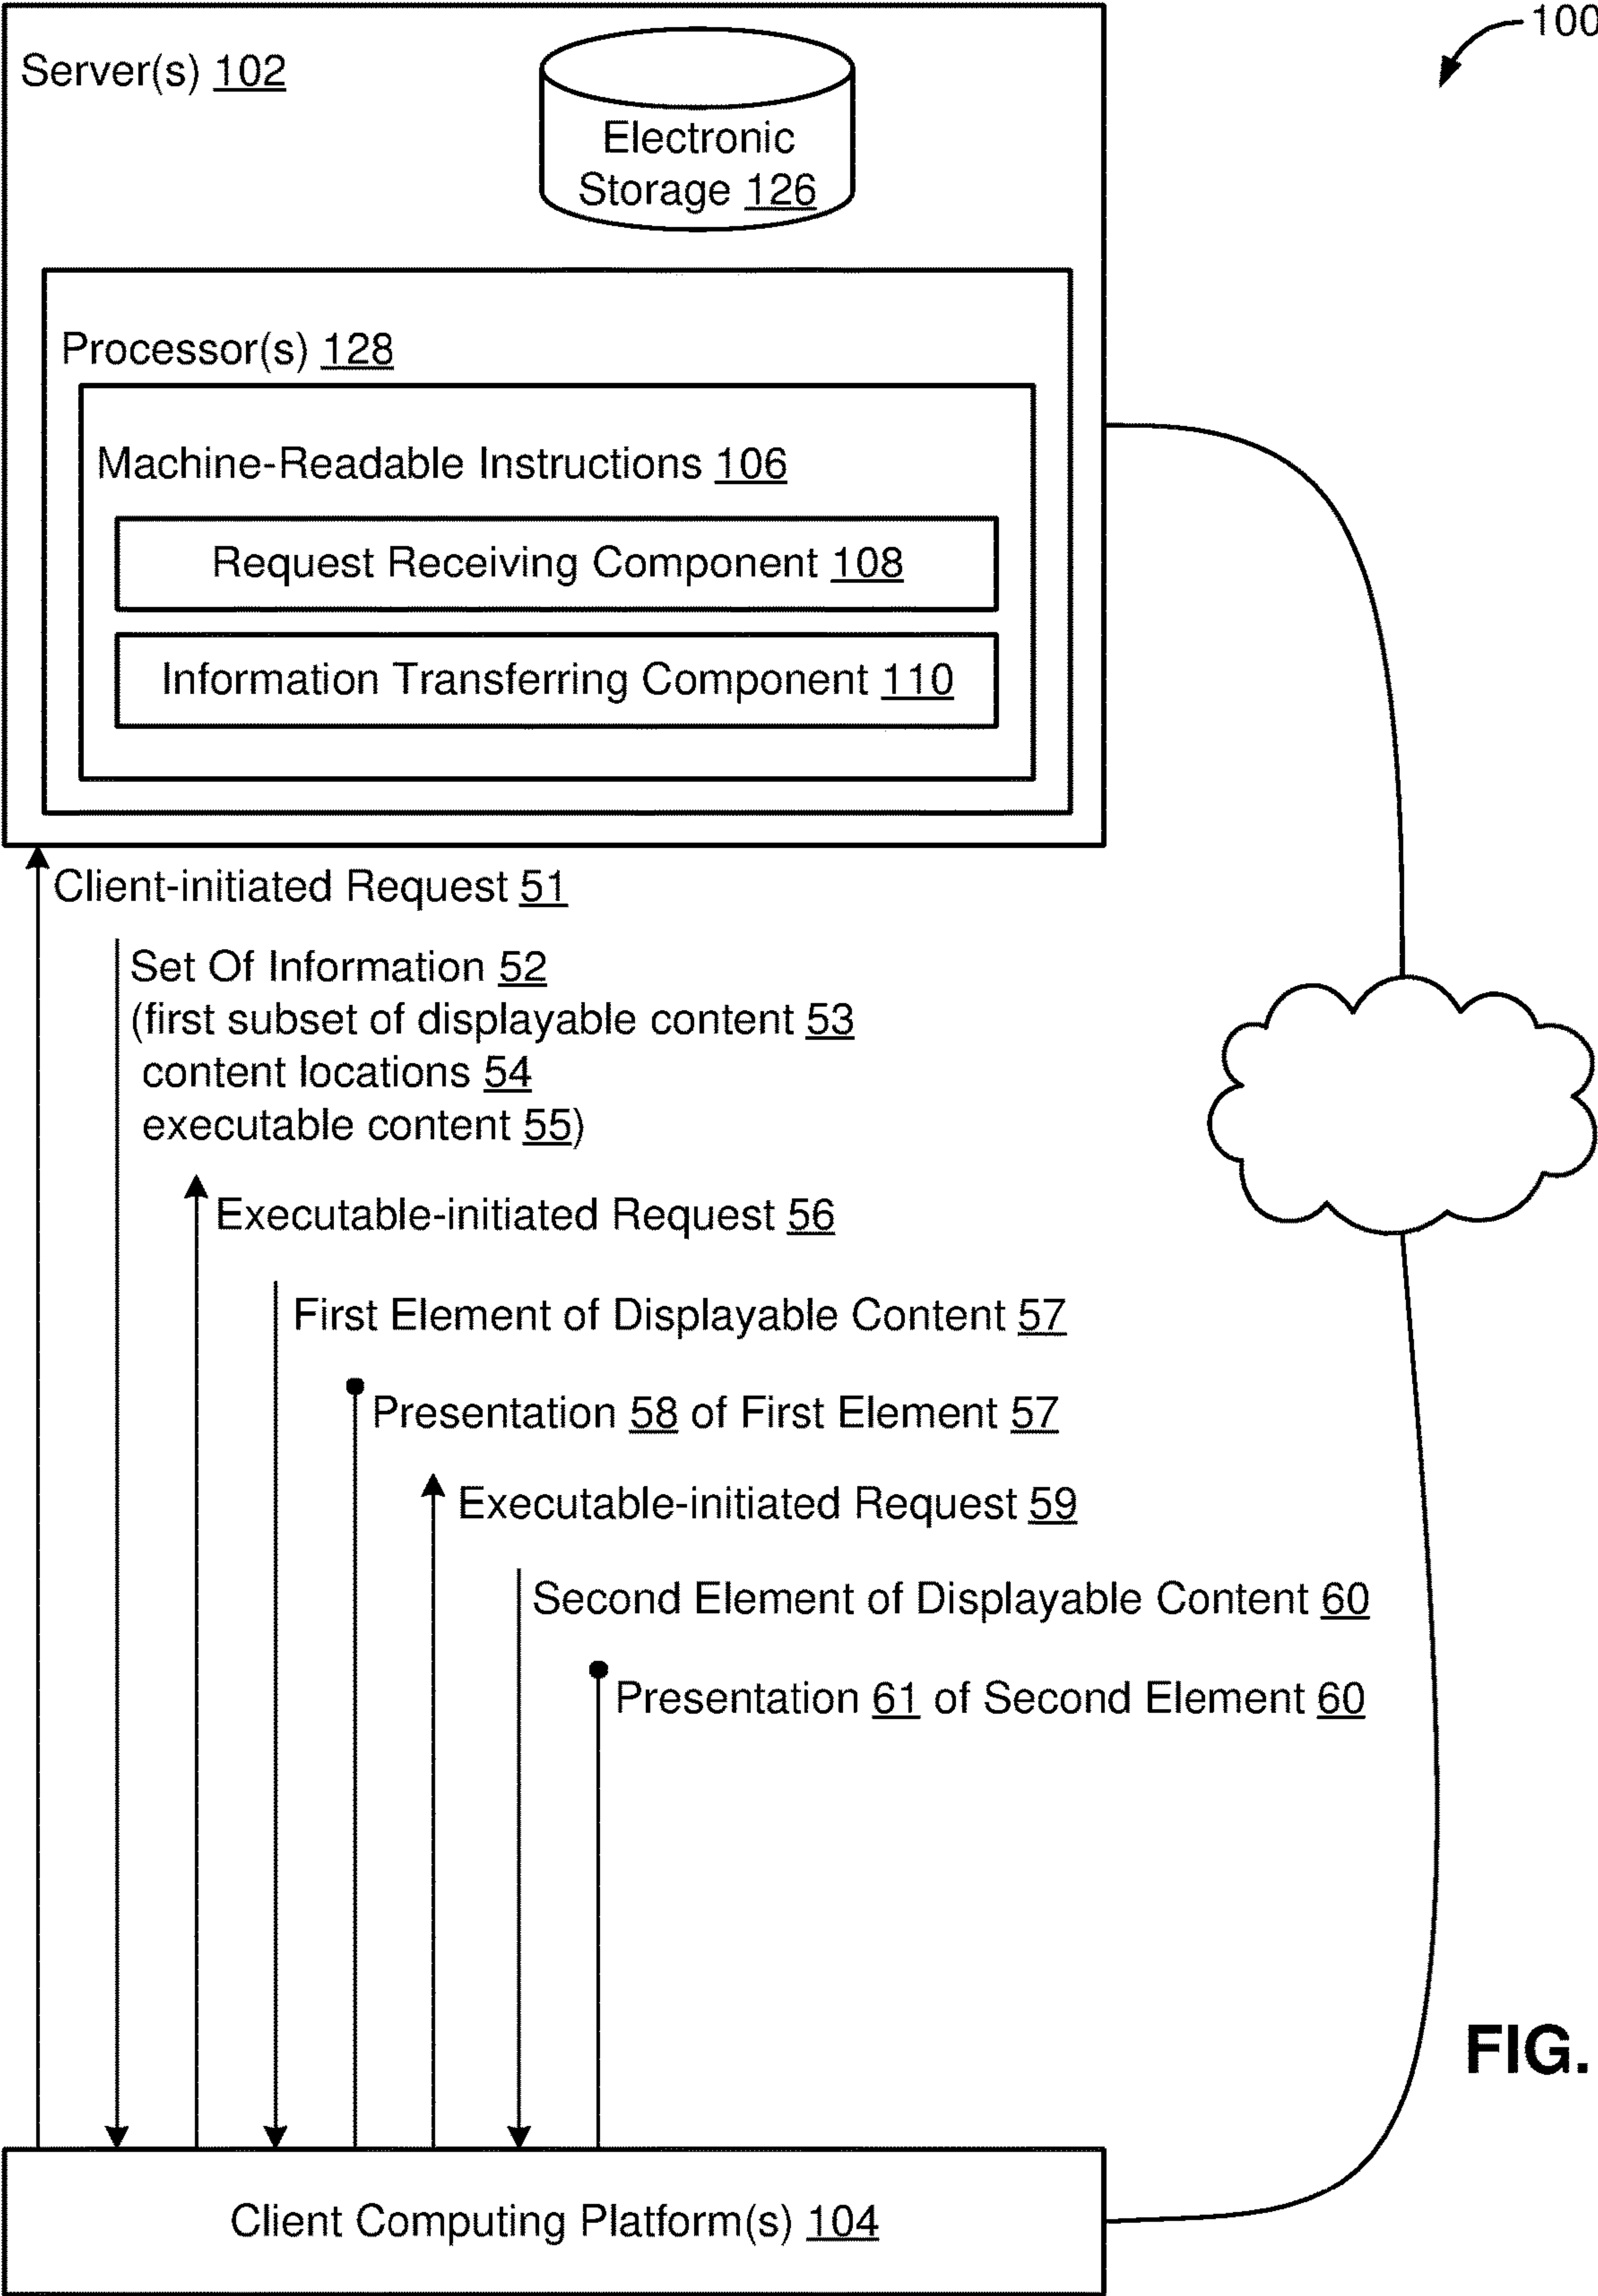 100
Server(s) 102
Electronic
Storage 126
Processor(s) 128
Machine-Readable Instructions 106
Request Receiving Component 108
Information Transferring Component 110
Client-initiated Request 51
Set Of Information 52
(first subset of displayable content 53
content locations 54
executable content 55)
Executable-initiated Request 56
First Element of Displayable Content 57
Presentation 58 of First Element 57
Executable-initiated Request 59
Second Element of Displayable Content 60
Presentation 61 of Second Element 60
FIG.
Client Computing Platform(s) 104